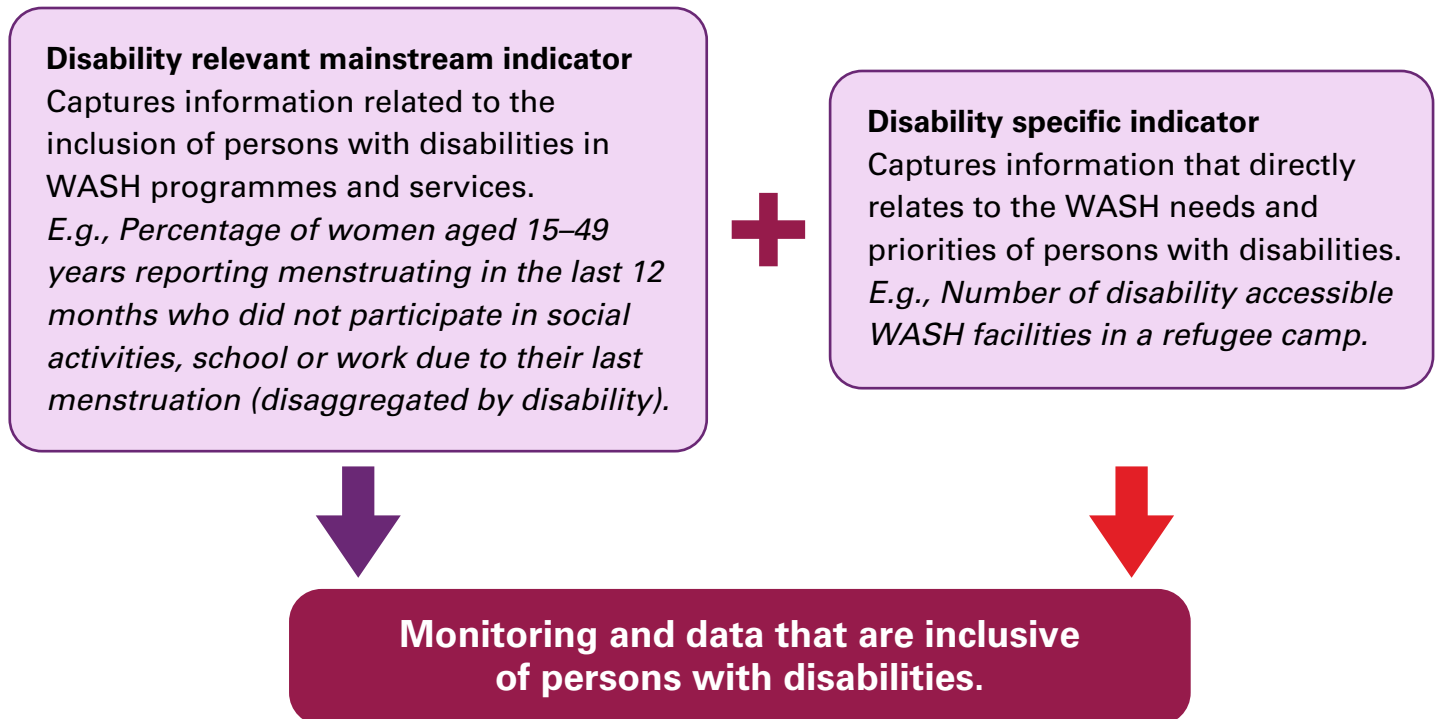 Disability relevant mainstream indicator
Captures information related to the
inclusion of persons with disabilities in
WASH programmes and services.
E.g., Percentage of women aged 15–49
years reporting menstruating in the last 12
months who did not participate in social
activities, school or work due to their last
menstruation (disaggregated by disability).
Disability specific indicator
Captures information that directly
relates to the WASH needs and
priorities of persons with disabilities.
E.g., Number of disability accessible
WASH facilities in a refugee camp.
Monitoring and data that are inclusive
of persons with disabilities.